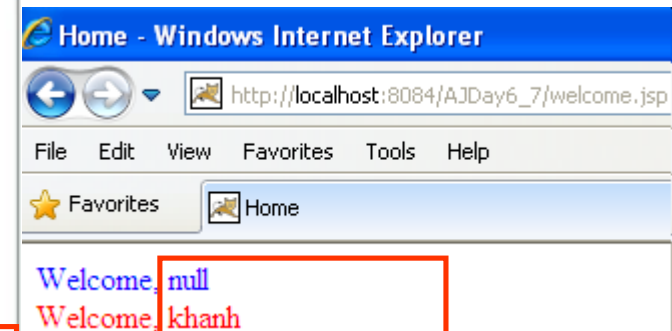 Home - Windows Internet Explorer
http://localhost:8084/AJDay6_7/welcome.jsp
File Edit View Favorites Tools Help
Favorites Home
Welcome, null
Welcome, khanh